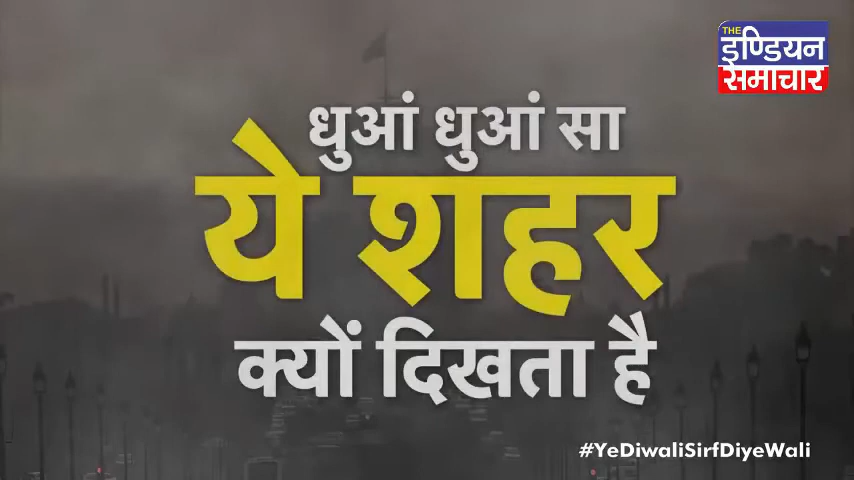 THE
इण्डियन
समाचार
धुआं धुआं सा
ये शहर
क्यों दिखता है
#YeDiwaliSirfDiyeWali